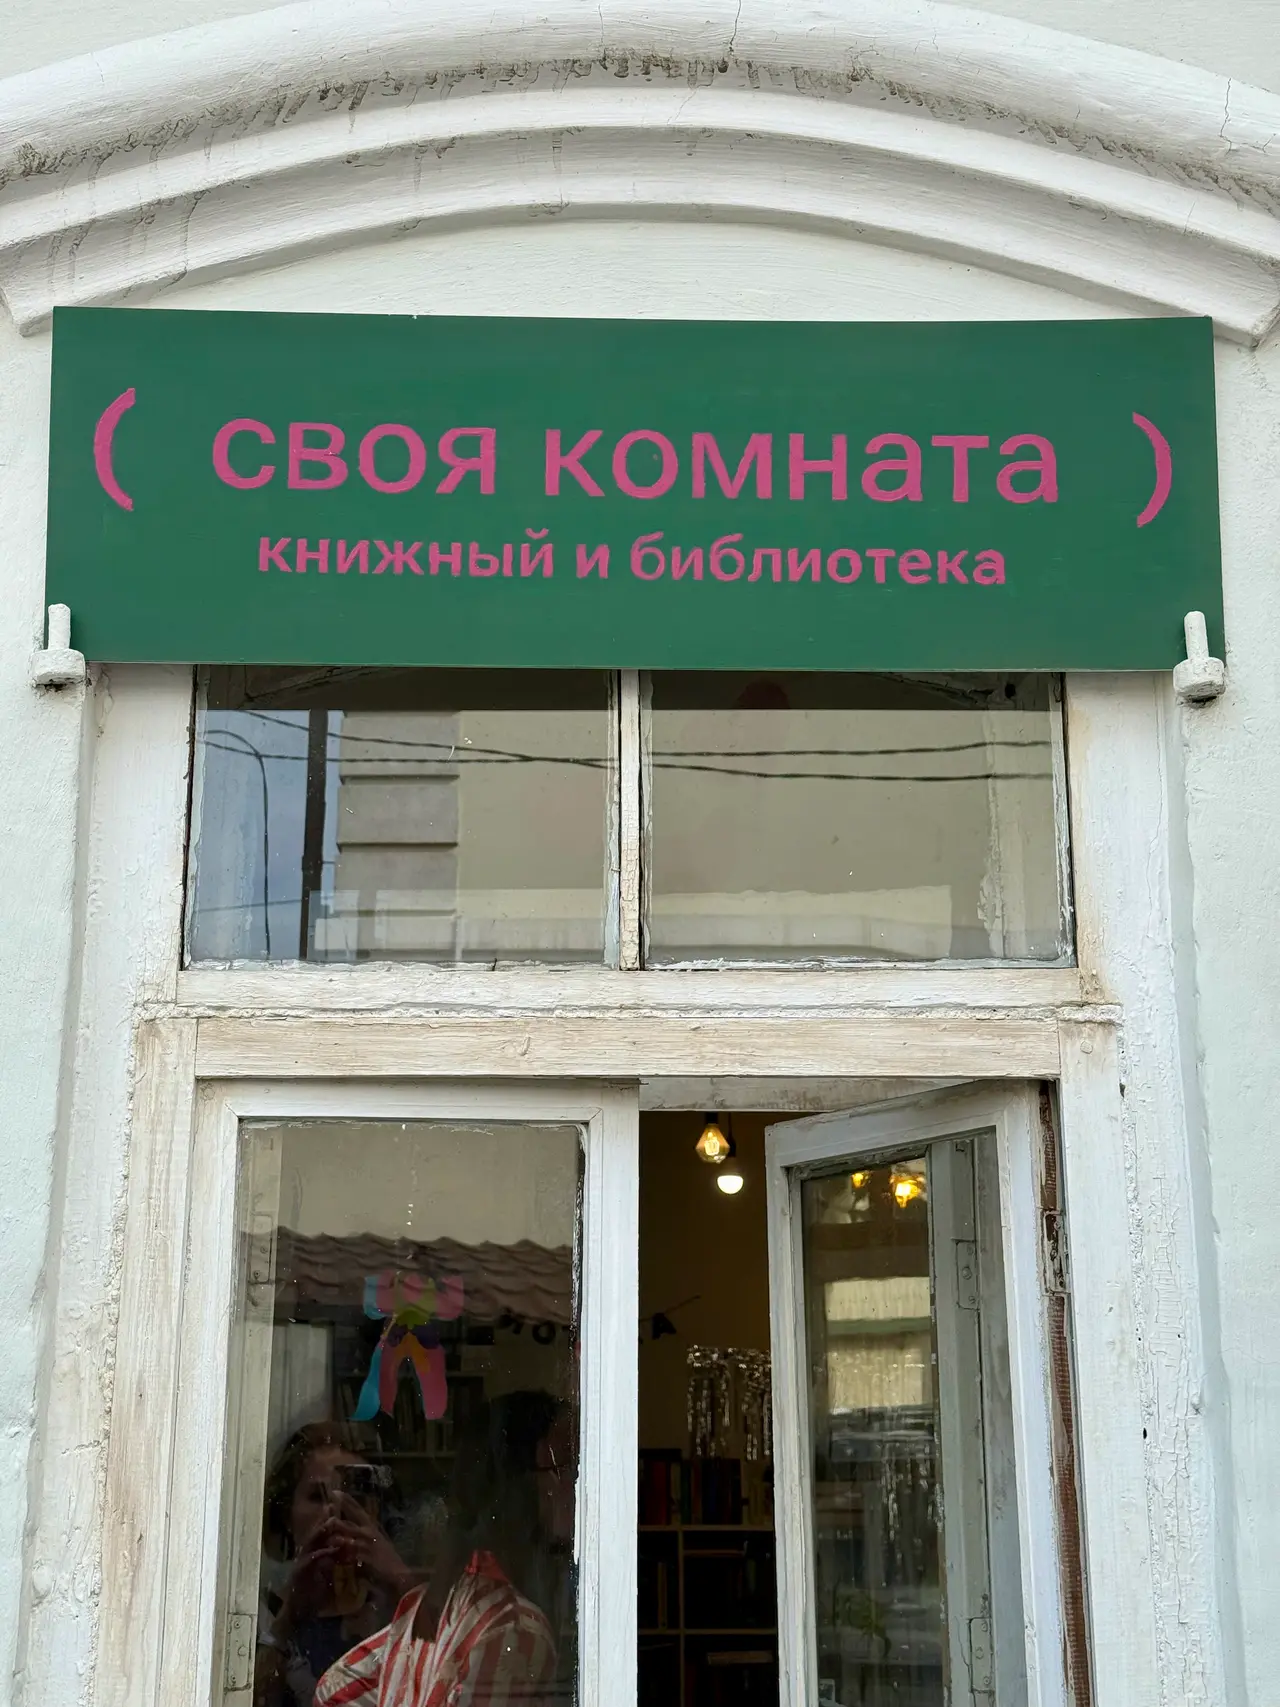 ( своя комната )
книжный и библиотека